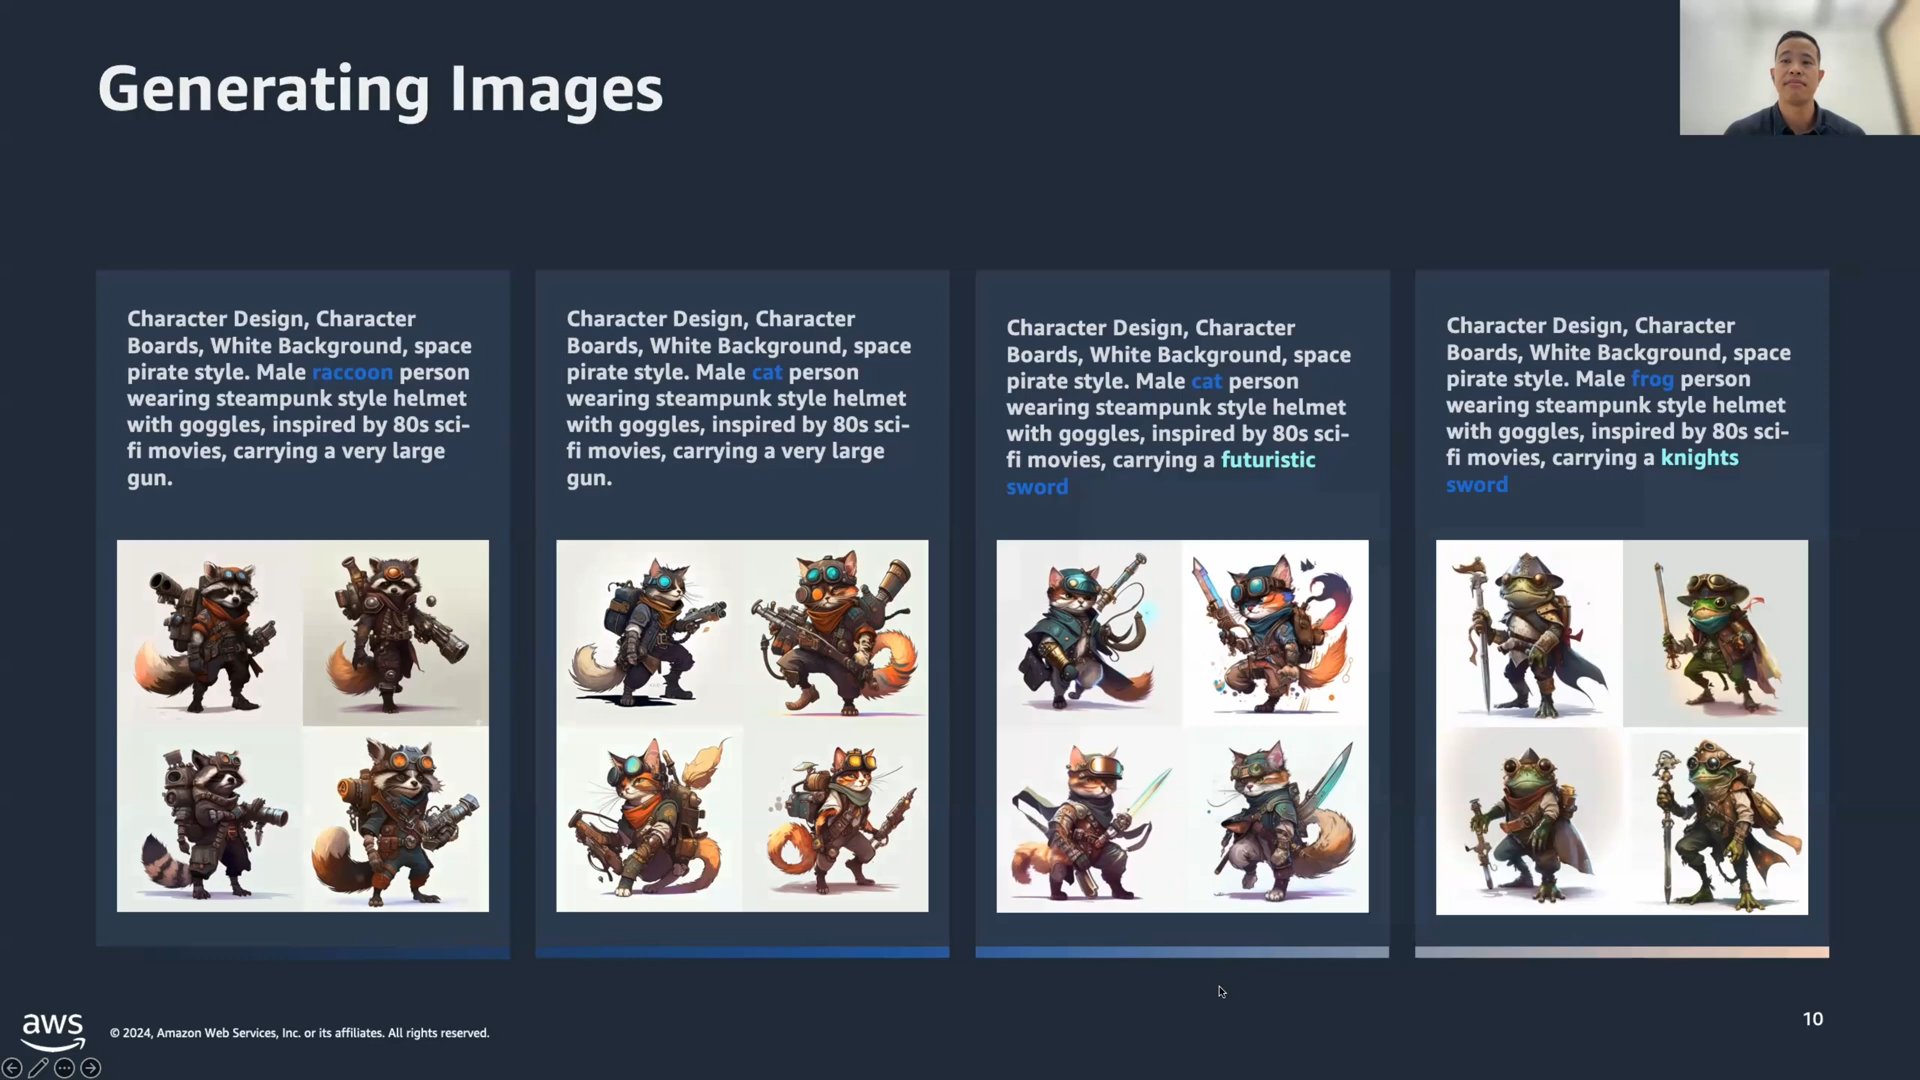 Generating Images
Character Design, Character
Boards, White Background, space
pirate style. Male raccoon person
wearing steampunk style helmet
with goggles, inspired by 80s sci-
fi movies, carrying a very large
gun.
Character Design, Character
Boards, White Background, space
pirate style. Male cat person
wearing steampunk style helmet
with goggles, inspired by 80s sci-
fi movies, carrying a very large
gun.
Character Design, Character
Boards, White Background, space
pirate style. Male cat person
wearing steampunk style helmet
with goggles, inspired by 80s sci-
fi movies, carrying a futuristic
sword
Character Design, Character
Boards, White Background, space
pirate style. Male frog person
wearing steampunk style helmet
with goggles, inspired by 80s sci-
fi movies, carrying a knights
sword
aws
© 2024, Amazon Web Services, Inc. or its affiliates. All rights reserved.
10